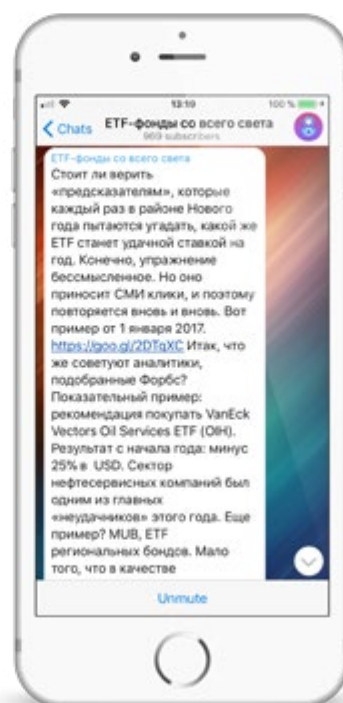 13:19
100 %
Chats
ETF-фонды со всего света
969 subscribers
ETF-фонды со всего света
Стоит ли верить
«предсказателям», которые
каждый раз в районе Нового
года пытаются угадать, какой же
ETF станет удачной ставкой на
год. Конечно, упражнение
бессмысленное. Но оно
приносит СМИ клики, и поэтому
повторяется вновь и вновь. Вот
пример от 1 января 2017.
https://goo.gl/2DTqXC Итак, что
же советуют аналитики,
подобранные Форбс?
Показательный пример:
рекомендация покупать VanEck
Vectors Oil Services ETF (OIH).
Результат с начала года: минус
25% в USD. Сектор
нефтесервисных компаний был
одним из главных
«неудачников» этого года. Еще
пример? MUB, ETF
региональных бондов. Мало
того, что в качестве
Unmute